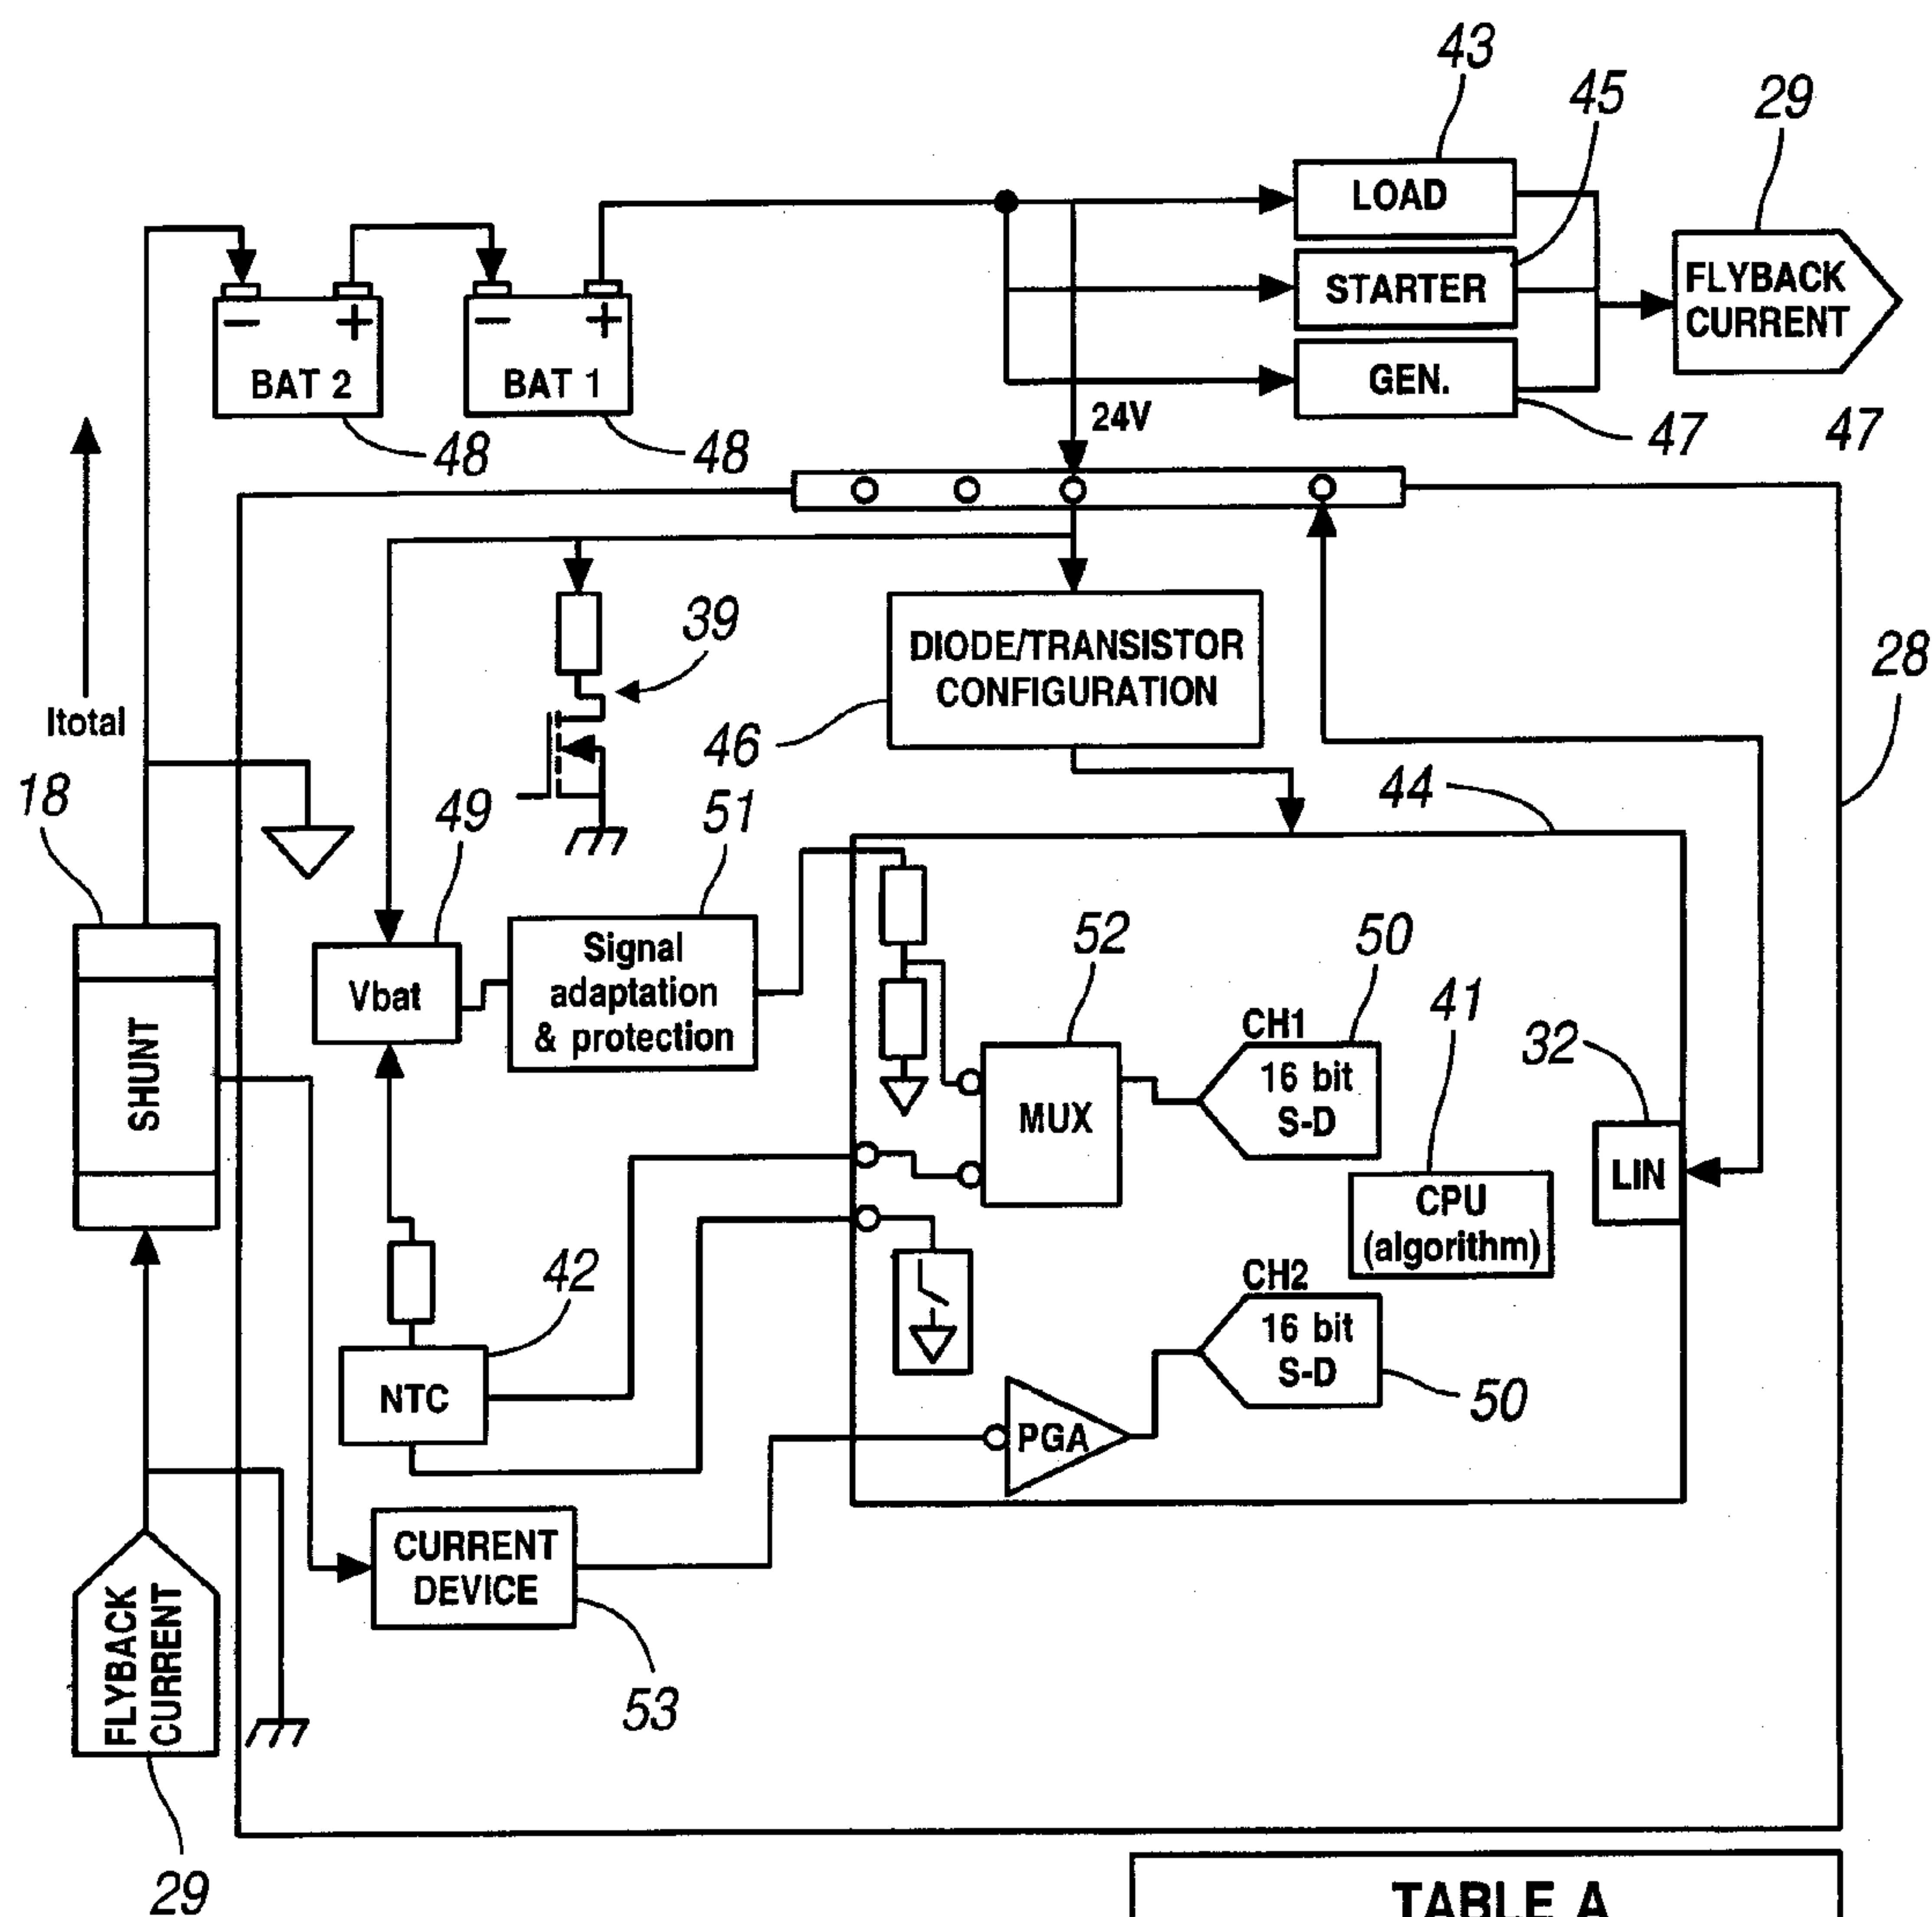 43
45
29
LOAD
STARTER
GEN.
FLYBACK
CURRENT
−
+
BAT 2
−
+
BAT 1
24V
48
48
47
47
39
DIODE/TRANSISTOR
CONFIGURATION
28
Itotal
46
18
49
51
44
Vbat
Signal
adaptation
& protection
52
50
41
32
SHUNT
MUX
CH1
16 bit
S-D
CPU
(algorithm)
LIN
42
NTC
CH2
16 bit
S-D
50
PGA
CURRENT
DEVICE
53
FLYBACK
CURRENT
29
TABLE A